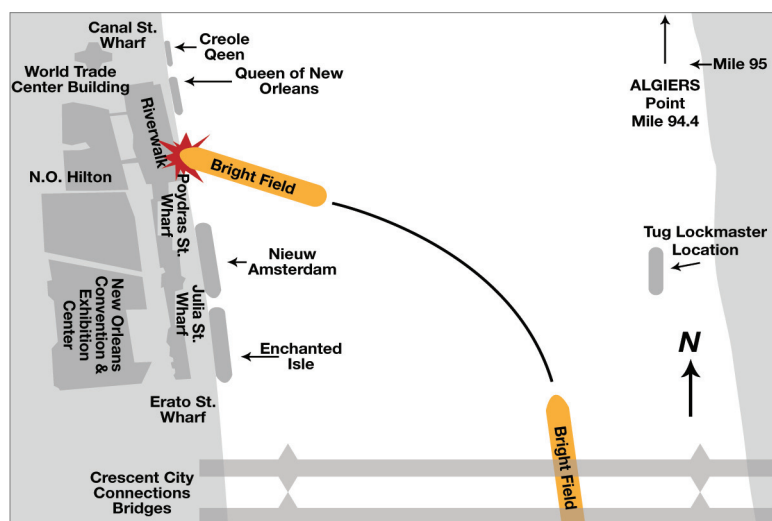 Canal St.
Wharf
Creole
Qeen
World Trade
Center Building
Queen of New
Orleans
Mile 95
ALGIERS
Point
Mile 94.4
Riverwalk
Bright Field
N.O. Hilton
Poydras St.
Wharf
Nieuw
Amsterdam
Tug Lockmaster
Location
New Orleans
Convention &
Exhibition
Center
Julia St.
Wharf
Enchanted
Isle
N
Erato St.
Wharf
Bright Field
Crescent City
Connections
Bridges